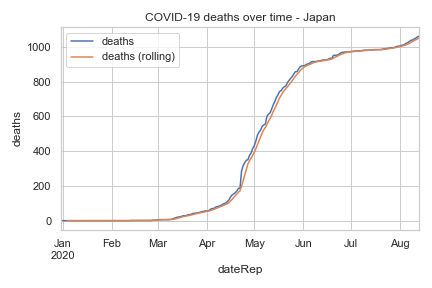 COVID-19 deaths over time - Japan
deaths
deaths (rolling)
deaths
1000
800
600
400
200
0
Jan Feb Mar Apr May Jun Jul Aug
2020
dateRep